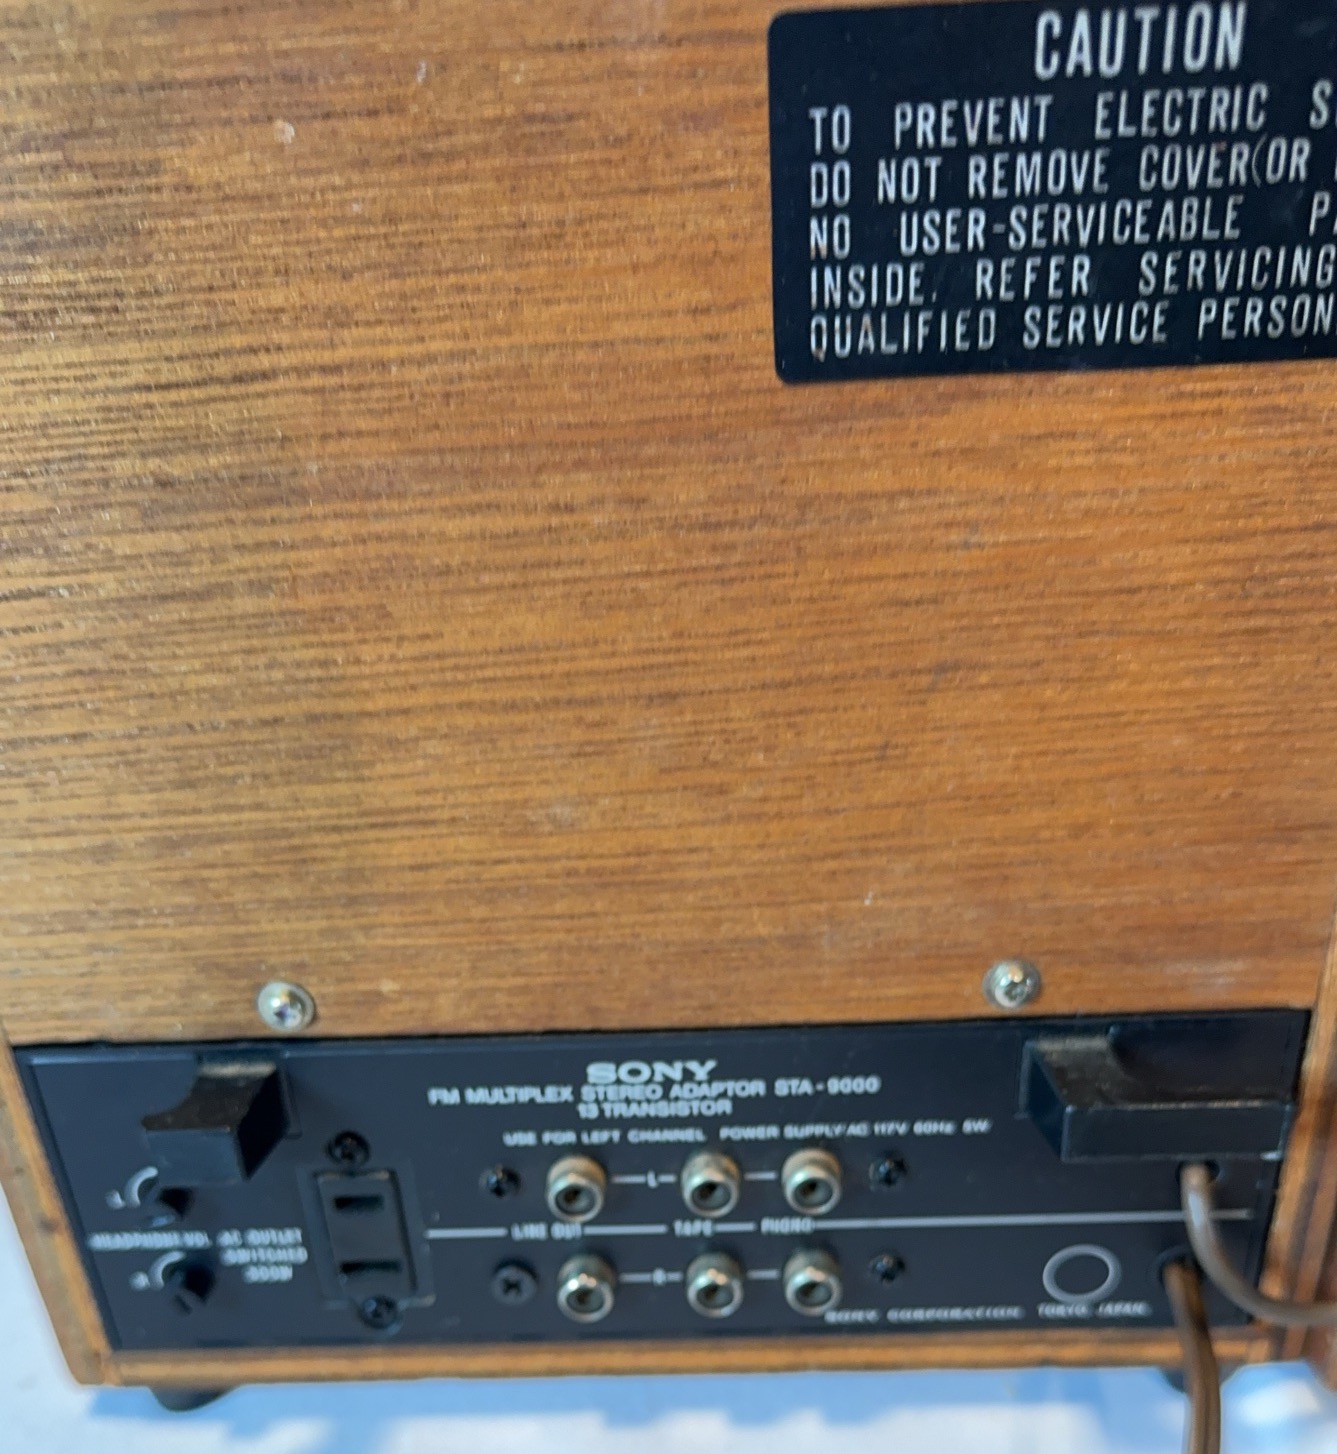 CAUTION
TO PREVENT ELECTRIC
DO NOT REMOVE COVER(OR
NO USER-SERVICEABLE
INSIDE. REFER SERVICING
QUALIFIED SERVICE PERSON
SONY
FM MULTIPLEX STEREO ADAPTOR STA-9000
13 TRANSISTOR
USE FOR LEFT CHANNEL POWER SUPPLY AC 117V 60Hz 5W
L
HEADPHONE VOL AC OUTLET
SWITCHED
300W
LINE OUT TAPE PHONO
R
SONY CORPORATION TOKYO JAPAN